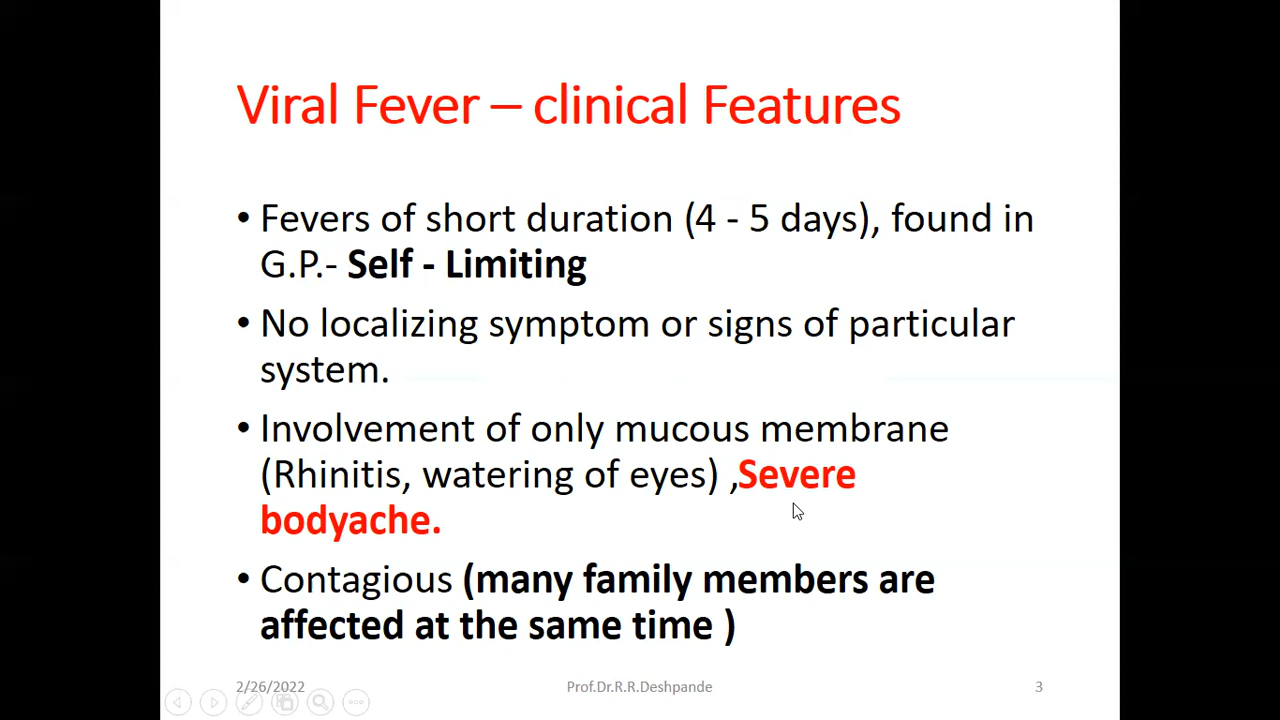 Viral Fever – clinical Features
• Fevers of short duration (4 - 5 days), found in
G.P.- Self - Limiting
• No localizing symptom or signs of particular
system.
• Involvement of only mucous membrane
(Rhinitis, watering of eyes) ,Severe
bodyache.
• Contagious (many family members are
affected at the same time )
2/26/2022 Prof.Dr.R.R.Deshpande 3